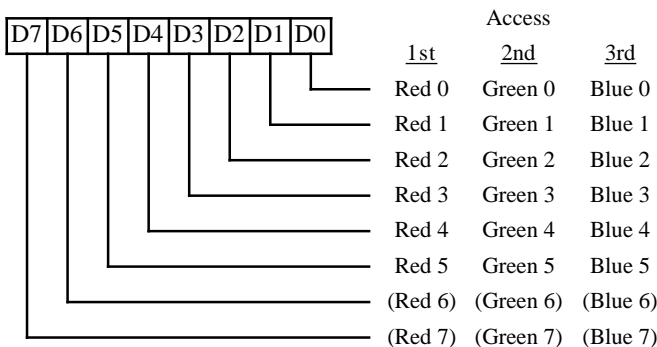 Access
D7 D6 D5 D4 D3 D2 D1 D0
1st 2nd 3rd
Red 0 Green 0 Blue 0
Red 1 Green 1 Blue 1
Red 2 Green 2 Blue 2
Red 3 Green 3 Blue 3
Red 4 Green 4 Blue 4
Red 5 Green 5 Blue 5
(Red 6) (Green 6) (Blue 6)
(Red 7) (Green 7) (Blue 7)